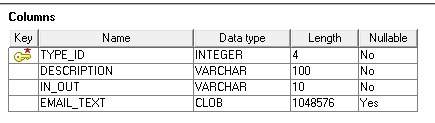 Columns
Key Name Data type Length Nullable
TYPE_ID INTEGER 4 No
DESCRIPTION VARCHAR 100 No
IN_OUT VARCHAR 10 No
EMAIL_TEXT CLOB 1048576 Yes